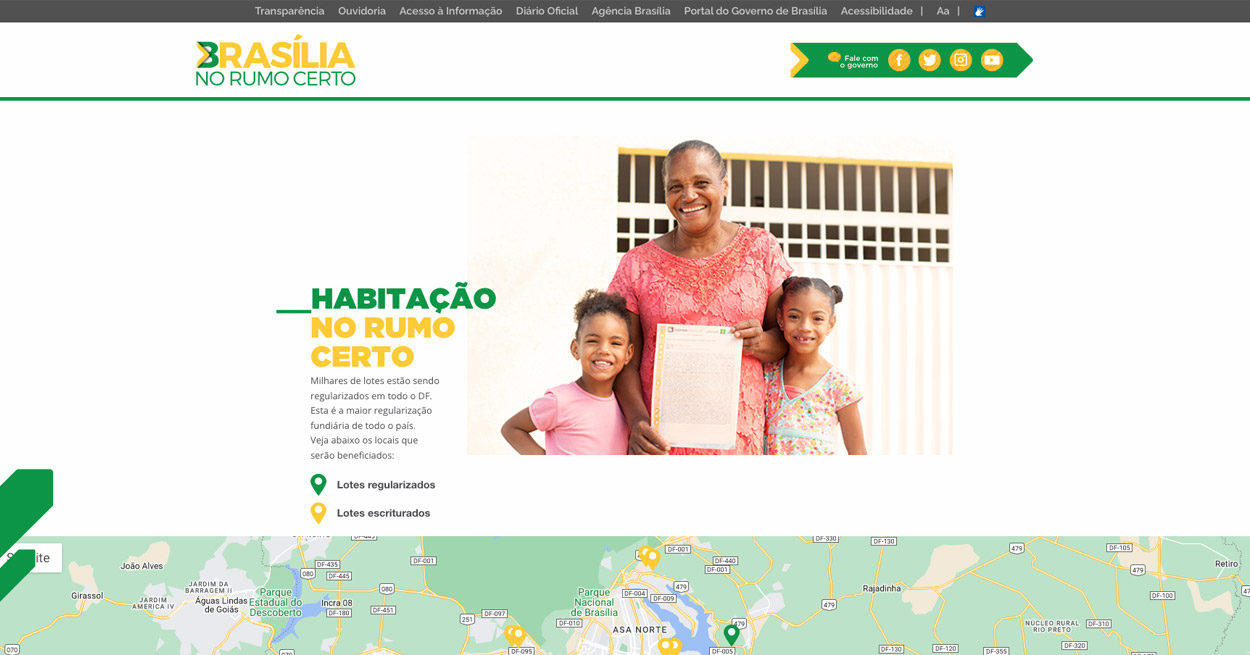 Transparência Ouvidoria Acesso à Informação Diário Oficial Agência Brasília Portal do Governo de Brasília Acessibilidade | Aa |
BRASÍLIA
NO RUMO CERTO
Fale com
o governo
HABITAÇÃO
NO RUMO
CERTO
Milhares de lotes estão sendo
regularizados em todo o DF.
Esta é a maior regularização
fundiária de todo o país.
Veja abaixo os locais que
serão beneficiados:
Lotes regularizados
Lotes escriturados
DF-001
DF-330
DF-130
479
DF-105
João Alves
DF-435
DF-445
080
DF-001
DF-440
DF-001
479
Retiro
Girassol
JARDIM DA
BARRAGEM II
080
479
Rajadinha
DF-100
JARDIM
AMÉRICA IV
Águas Lindas
de Goiás
Parque
Estadual do
Descoberto
Incra 08
DF-180
DF-451
Parque
Nacional
de Brasília
DF-004
DF-009
479
251
DF-097
DF-010
ASA NORTE
479
NÚCLEO RURAL
RIO PRETO
DF-310
070
070
DF-095
DF-005
DF-130
DF-120
DF-355
DF-320